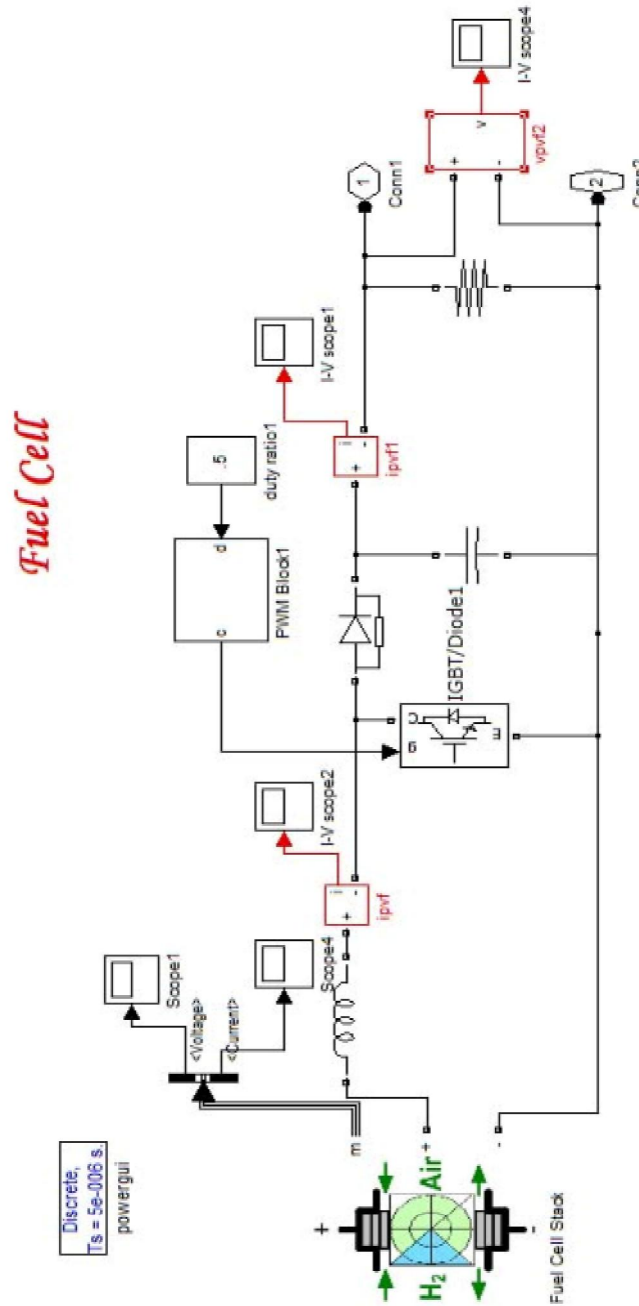 Fuel Cell
Discrete,
Ts = 5e-006 s.
powergui
Scope1
<Voltage>
<Current>
Scope4
I-V scope2
i
+
-
ipvf
PWM Block1
c
d
.5
duty ratio1
I-V scope1
i
+
-
ipvf1
1
Conn1
I-V scope4
v
+
-
vpvf2
2
g
C
E
IGBT/Diode1
m
+
-
+
H2
Air
-
Fuel Cell Stack